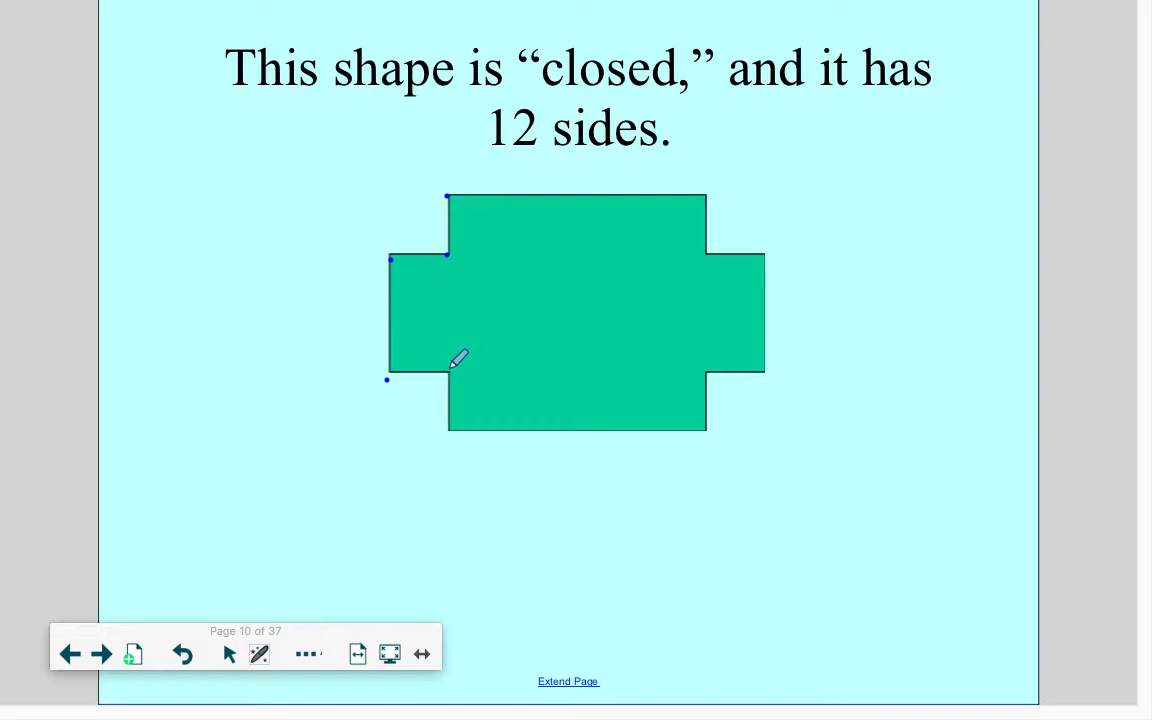 This shape is “closed,” and it has
12 sides.
Page 10 of 37
Extend Page